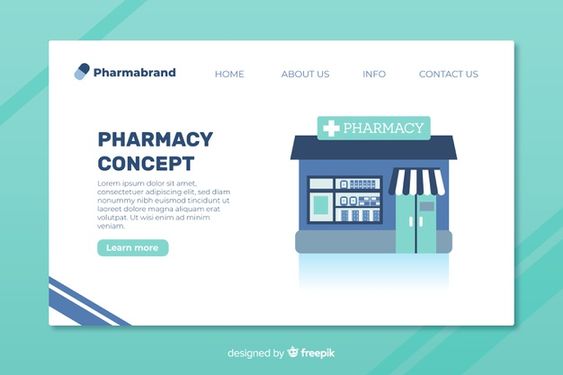 Pharmabrand
HOME
ABOUT US
INFO
CONTACT US
PHARMACY
PHARMACY
CONCEPT
Lorem ipsum dolor sit amet,
consectetuer adipiscing elit, sed
diam nonummy nibh euismod
tincidunt ut laoreet dolore
magna aliquam erat
volutpat. Ut wisi enim ad minim
veniam.
Learn more
designed by freepik